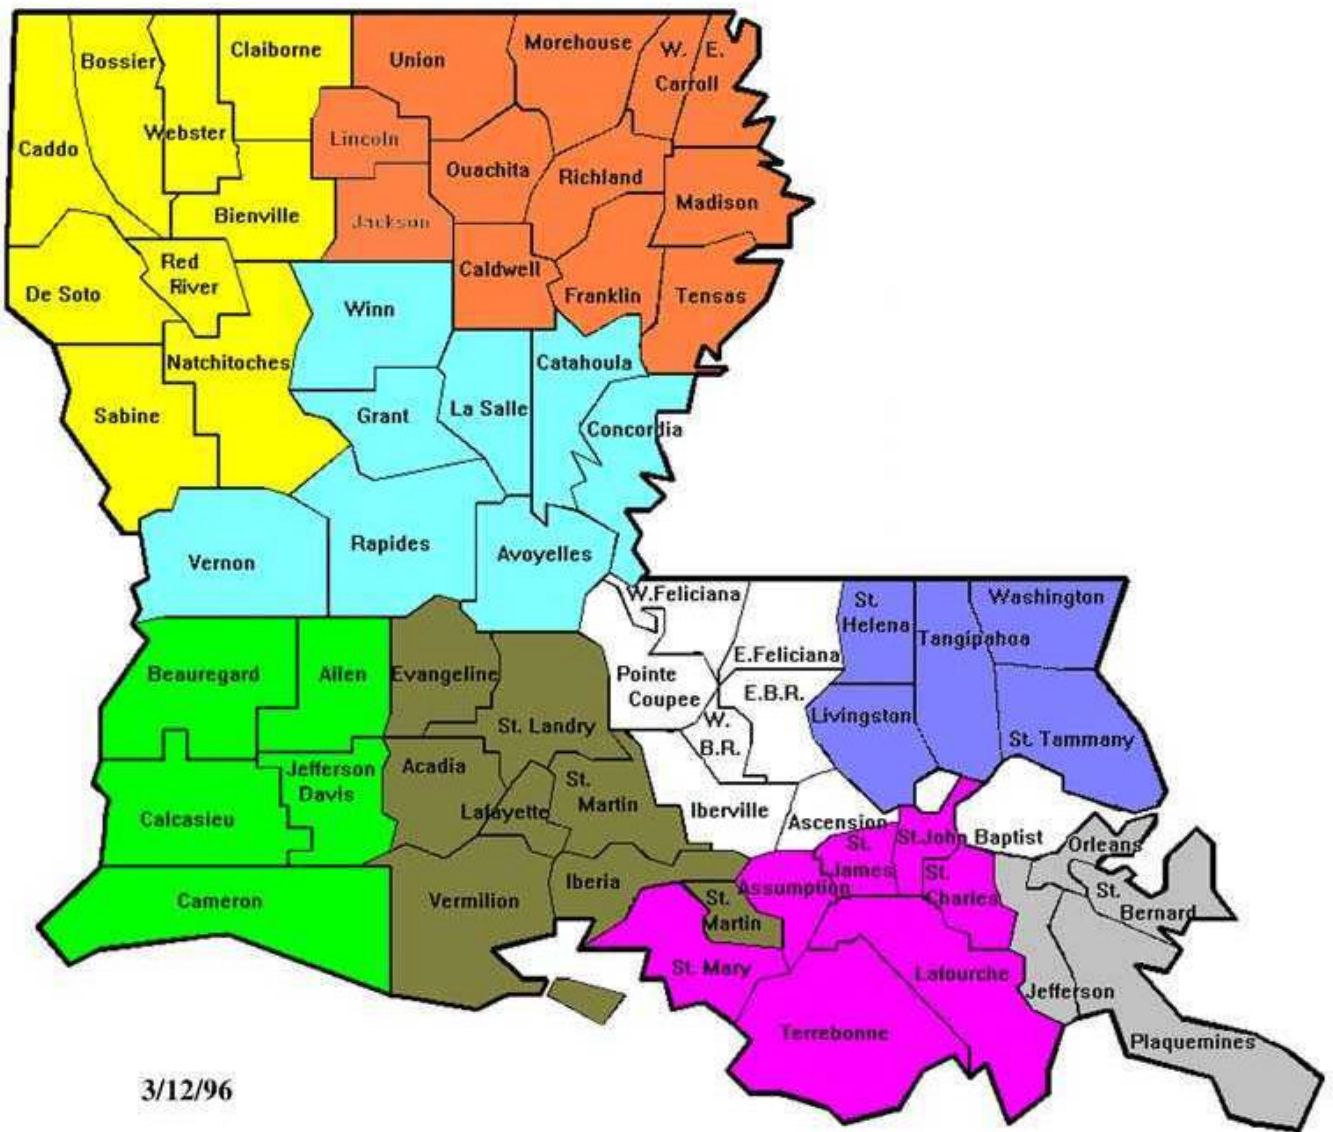 Claiborne
Bossier
Union
Morehouse
W. E.
Carroll
Webster
Caddo
Lincoln
Ouachita
Richland
Madison
Bienville
Jackson
Red
River
De Soto
Caldwell
Franklin
Tensas
Winn
Natchitoches
Catahoula
Sabine
Grant
La Salle
Concordia
Vernon
Rapides
Avoyelles
W.Feliciana
St.
Helena
Washington
Tangipahoa
E.Feliciana
Beauregard
Allen
Evangeline
Pointe
Coupee
E.B.R.
W.
B.R.
Livingston
St. Landry
St. Tammany
Jefferson
Davis
Acadia
St.
Martin
Lafayette
Calcasieu
Iberville
Ascension
St.John Baptist
Orleans
St.
James
St.
Charles
Cameron
Vermilion
Iberia
Assumption
St.
Martin
St.
Bernard
St. Mary
Lafourche
Jefferson
Terrebonne
Plaquemines
3/12/96